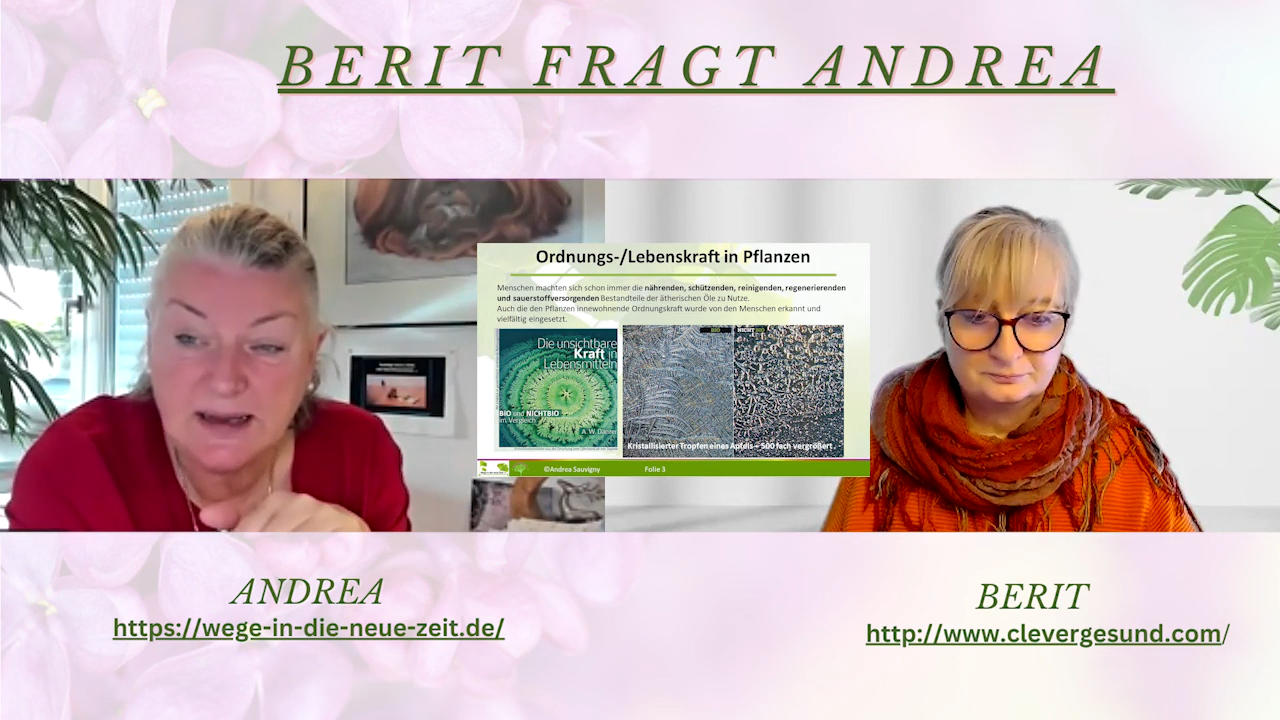 BERIT FRAGT ANDREA
Ordnungs-/Lebenskraft in Pflanzen
Menschen machten sich schon immer die nährenden, schützenden, reinigenden, regenerierenden
und sauerstoffversorgenden Bestandteile der ätherischen Öle zu Nutze.
Auch die den Pflanzen innewohnende Ordnungskraft wurde von den Menschen erkannt und
vielfältig eingesetzt.
Die unsichtbare
Kraft in
Lebensmitteln
BIO und NICHTBIO
im Vergleich
A. W. Dänzer
BIO
NICHT BIO
Kristallisierter Tropfen eines Apfels – 500 fach vergrößert
©Andrea Sauvigny
Folie 3
ANDREA
https://wege-in-die-neue-zeit.de/
BERIT
http://www.clevergesund.com/